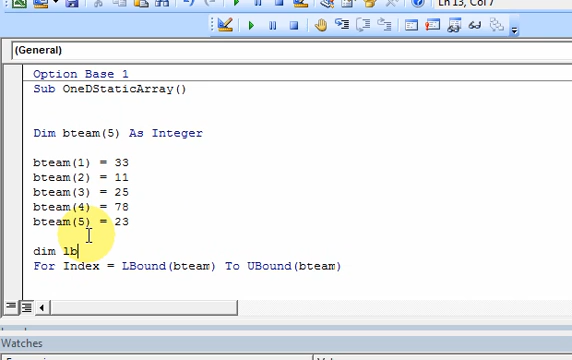 Ln 13, Col 7
(General)
Option Base 1
Sub OneDStaticArray()
Dim bteam(5) As Integer
bteam(1) = 33
bteam(2) = 11
bteam(3) = 25
bteam(4) = 78
bteam(5) = 23
dim lb
For Index = LBound(bteam) To UBound(bteam)
Watches